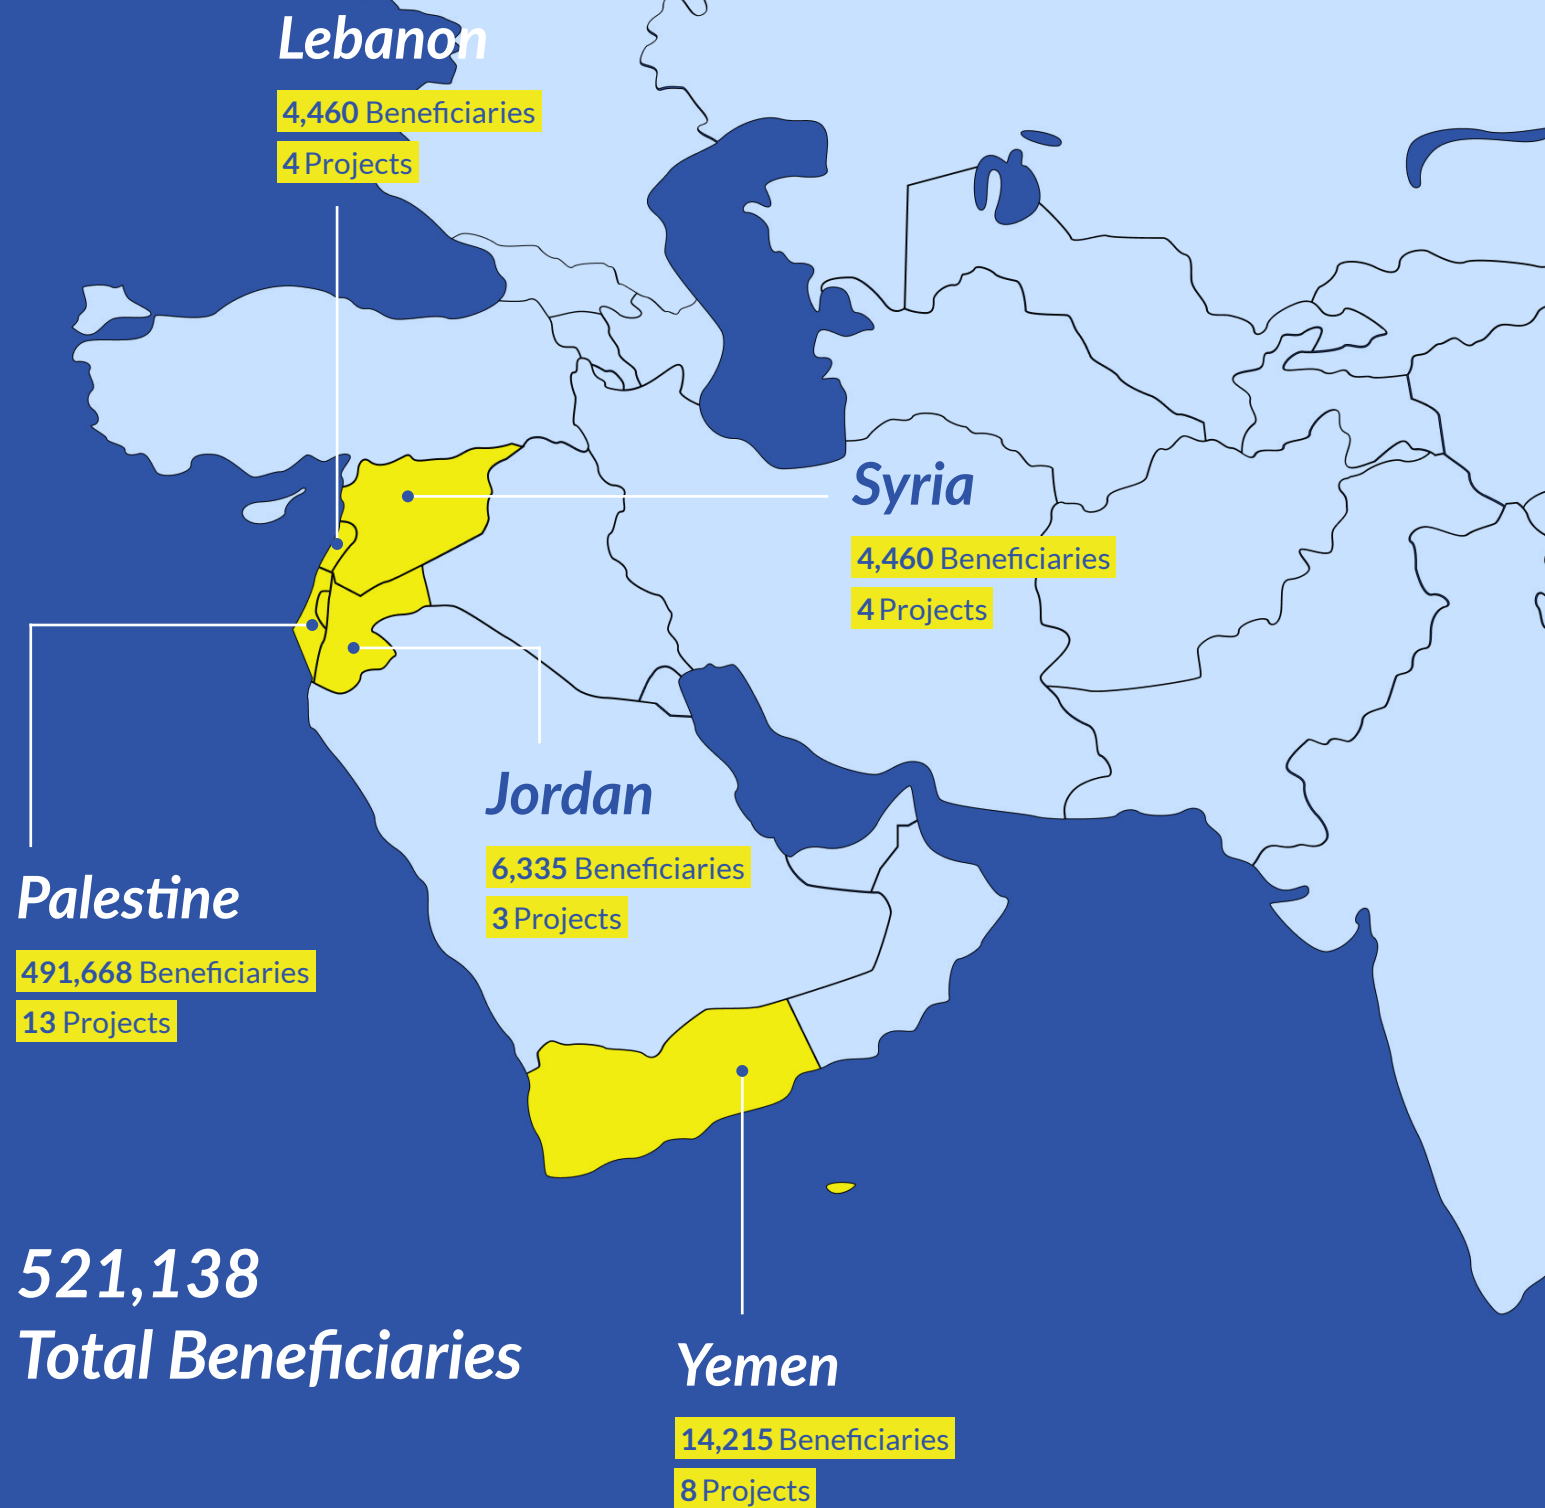 Lebanon
4,460 Beneficiaries
4 Projects
Syria
4,460 Beneficiaries
4 Projects
Jordan
6,335 Beneficiaries
3 Projects
Palestine
491,668 Beneficiaries
13 Projects
521,138
Total Beneficiaries
Yemen
14,215 Beneficiaries
8 Projects